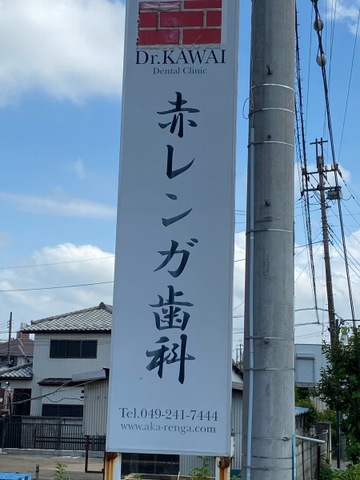 Dr.KAWAI
Dental Clinic
赤レンガ歯科
Tel.049-241-7444
www.aka-renga.com